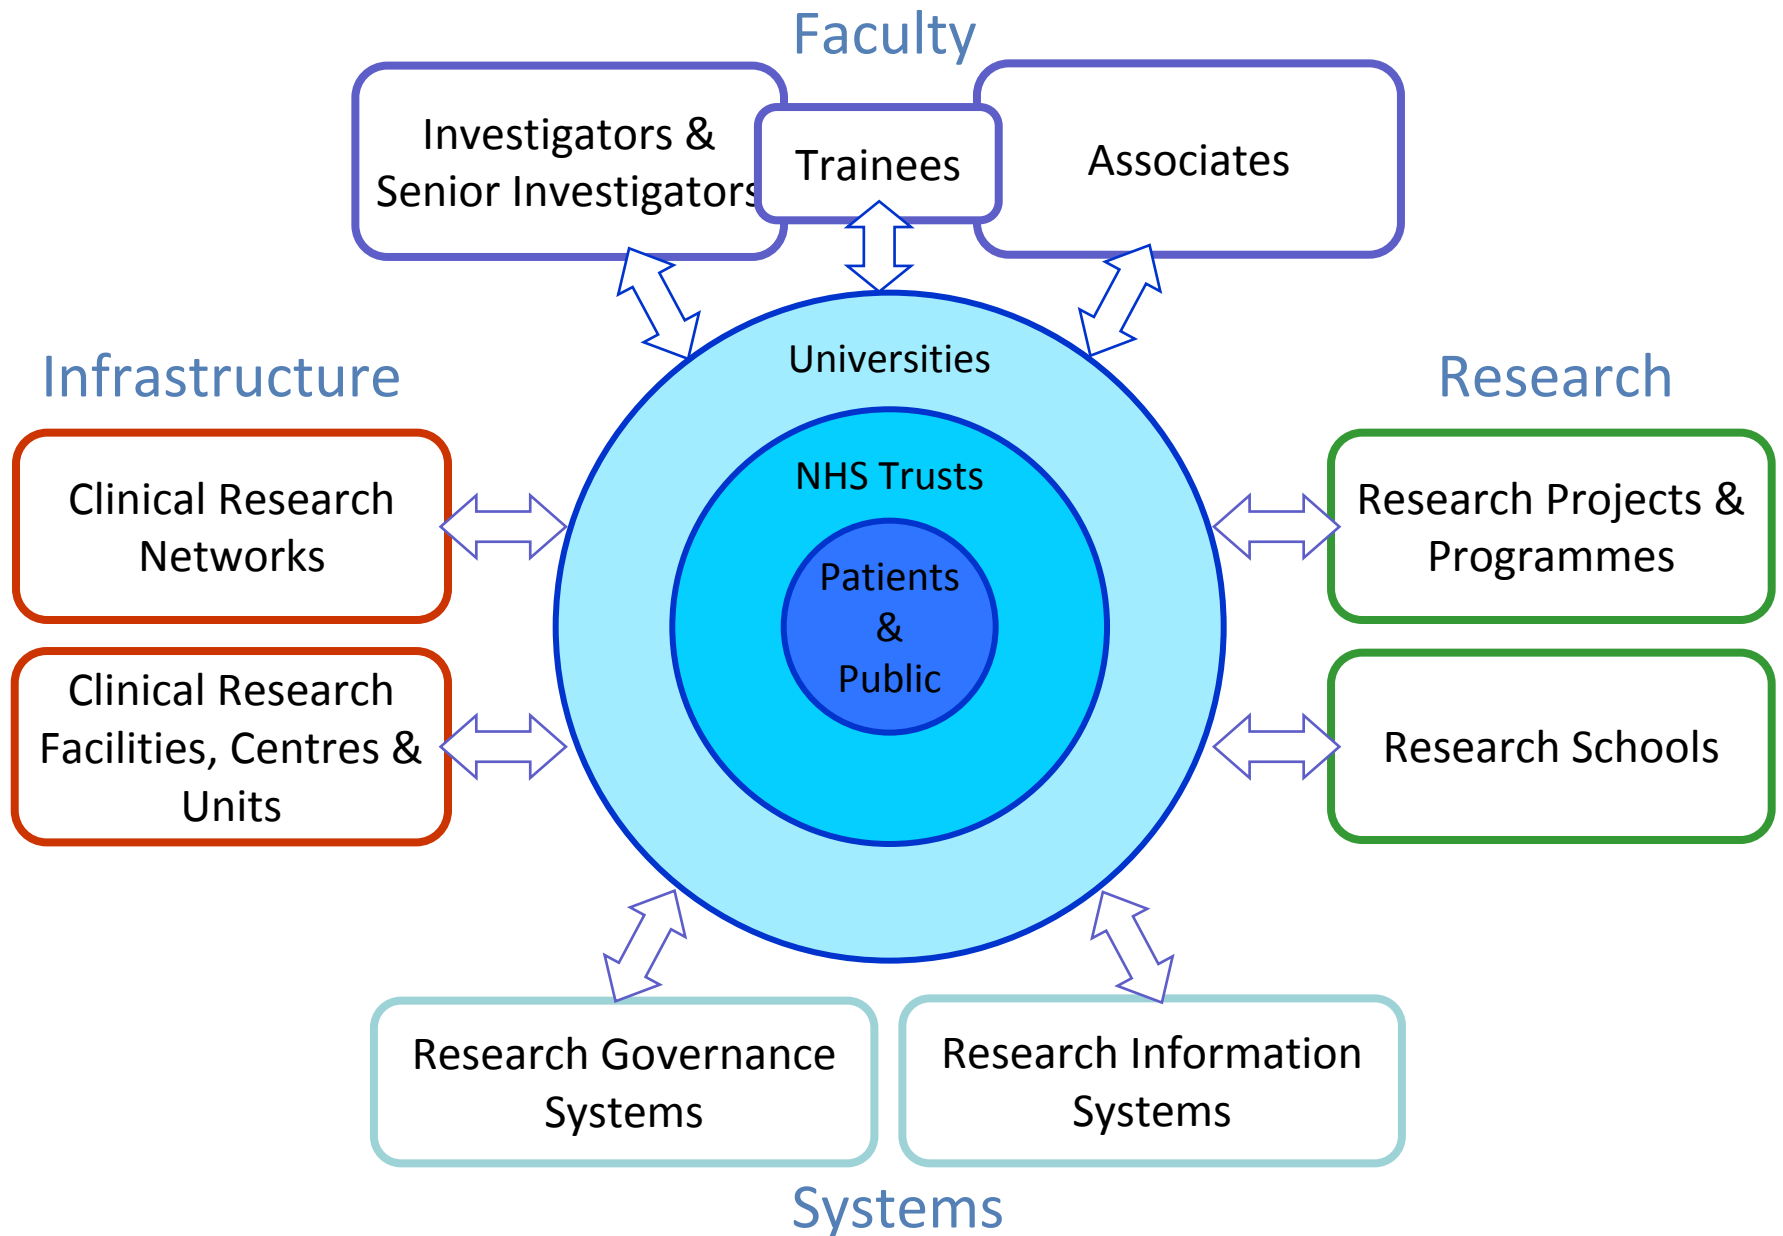 Faculty
Investigators &
Senior Investigators
Trainees
Associates
Infrastructure
Clinical Research
Networks
Clinical Research
Facilities, Centres &
Units
Universities
NHS Trusts
Patients
&
Public
Research
Research Projects &
Programmes
Research Schools
Research Governance
Systems
Research Information
Systems
Systems